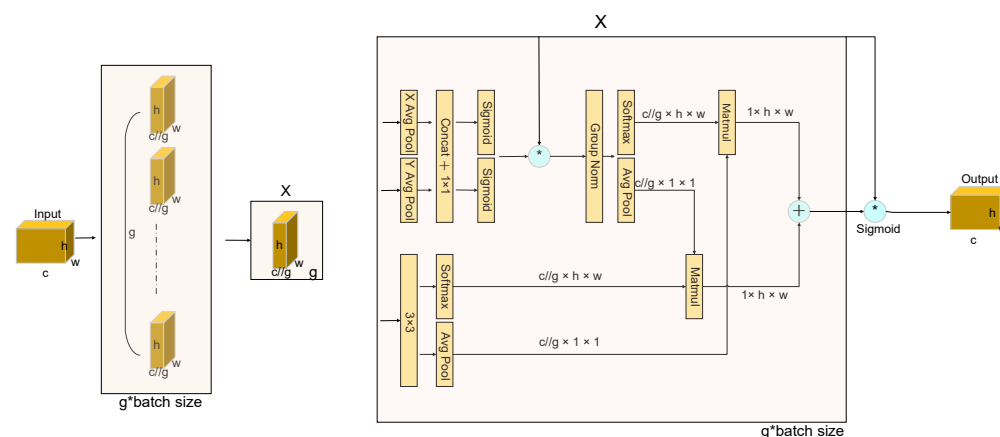 Input
h
w
c
h
w
c//g
h
w
c//g
g
h
w
c//g
g*batch size
X
h
w
c//g
g
X
X Avg Pool
Y Avg Pool
Concat + 1×1
Sigmoid
Sigmoid
*
Group Norm
Softmax
Avg Pool
c//g × h × w
c//g × 1 × 1
Matmul
1× h × w
3×3
Softmax
Avg Pool
c//g × h × w
c//g × 1 × 1
Matmul
1× h × w
+
*
Sigmoid
g*batch size
Output
h
w
c